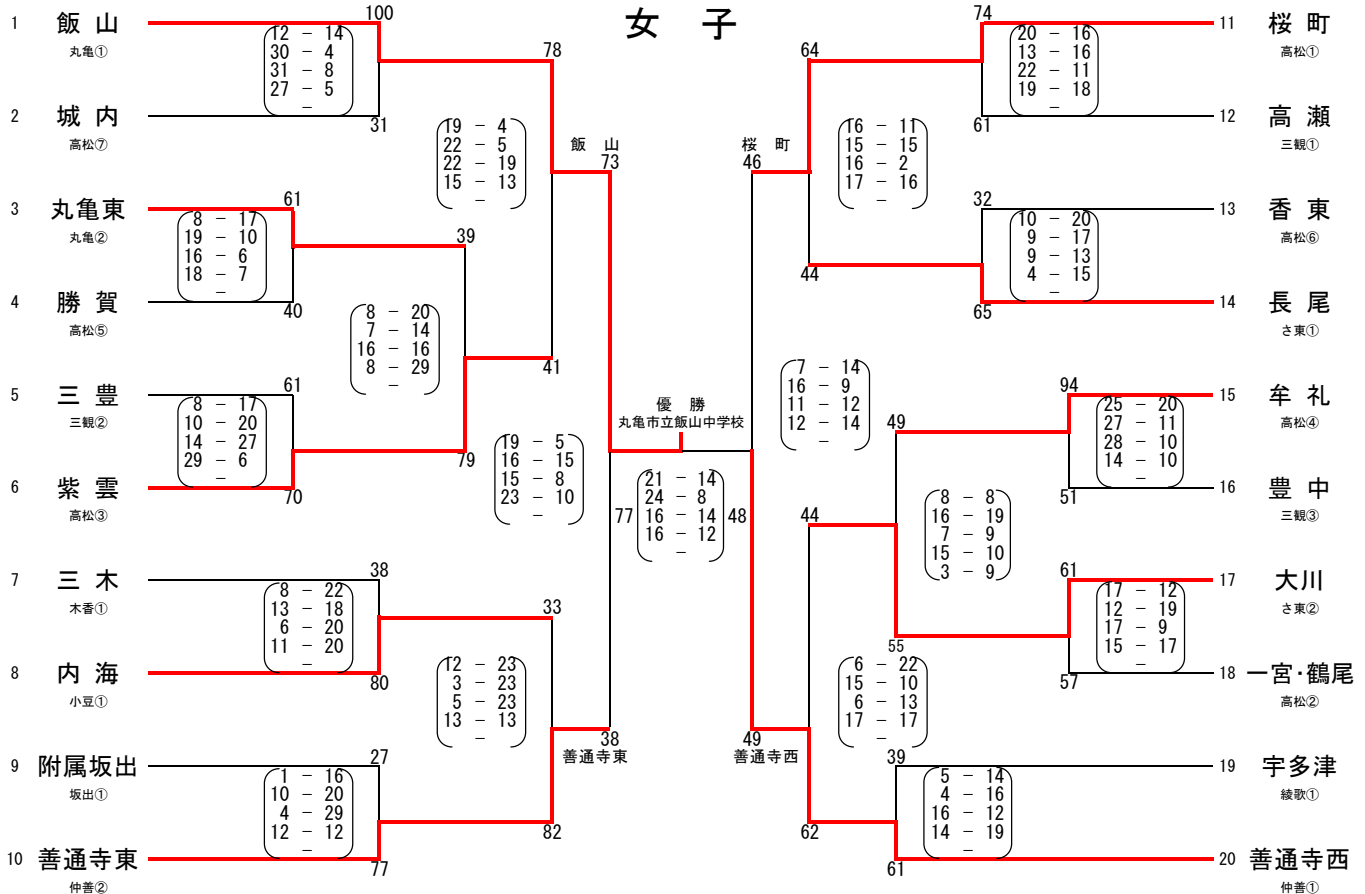 女 子
1 飯 山
丸亀①
100
12 － 14
30 － 4
31 － 8
27 － 5
－
2 城 内
高松⑦
31
78
19 － 4
22 － 5
22 － 19
15 － 13
－
3 丸亀東
丸亀②
61
8 － 17
19 － 10
16 － 6
18 － 7
－
4 勝 賀
高松⑤
40
39
8 － 20
7 － 14
16 － 16
8 － 29
－
41
5 三 豊
三観②
61
8 － 17
10 － 20
14 － 27
29 － 6
－
6 紫 雲
高松③
70
79
飯 山
73
19 － 5
16 － 15
15 － 8
23 － 10
－
7 三 木
木香①
38
8 － 22
13 － 18
6 － 20
11 － 20
－
8 内 海
小豆①
80
33
12 － 23
3 － 23
5 － 23
13 － 13
－
38
善通寺東
9 附属坂出
坂出①
27
1 － 16
10 － 20
4 － 29
12 － 12
－
10 善通寺東
仲善②
77
82
優 勝
丸亀市立飯山中学校
77
21 － 14
24 － 8
16 － 14
16 － 12
－
48
74
11 桜 町
高松①
20 － 16
13 － 16
22 － 11
19 － 18
－
61
12 高 瀬
三観①
64
16 － 11
15 － 15
16 － 2
17 － 16
－
44
32
13 香 東
高松⑥
10 － 20
9 － 17
9 － 13
4 － 15
－
65
14 長 尾
さ東①
桜 町
46
7 － 14
16 － 9
11 － 12
12 － 14
－
94
15 牟 礼
高松④
25 － 20
27 － 11
28 － 10
14 － 10
－
51
16 豊 中
三観③
49
8 － 8
16 － 19
7 － 9
15 － 10
3 － 9
55
61
17 大川
さ東②
17 － 12
12 － 19
17 － 9
15 － 17
－
57
18 一宮・鶴尾
高松②
44
6 － 22
15 － 10
6 － 13
17 － 17
－
49
善通寺西
62
39
19 宇多津
綾歌①
5 － 14
4 － 16
16 － 12
14 － 19
－
61
20 善通寺西
仲善①